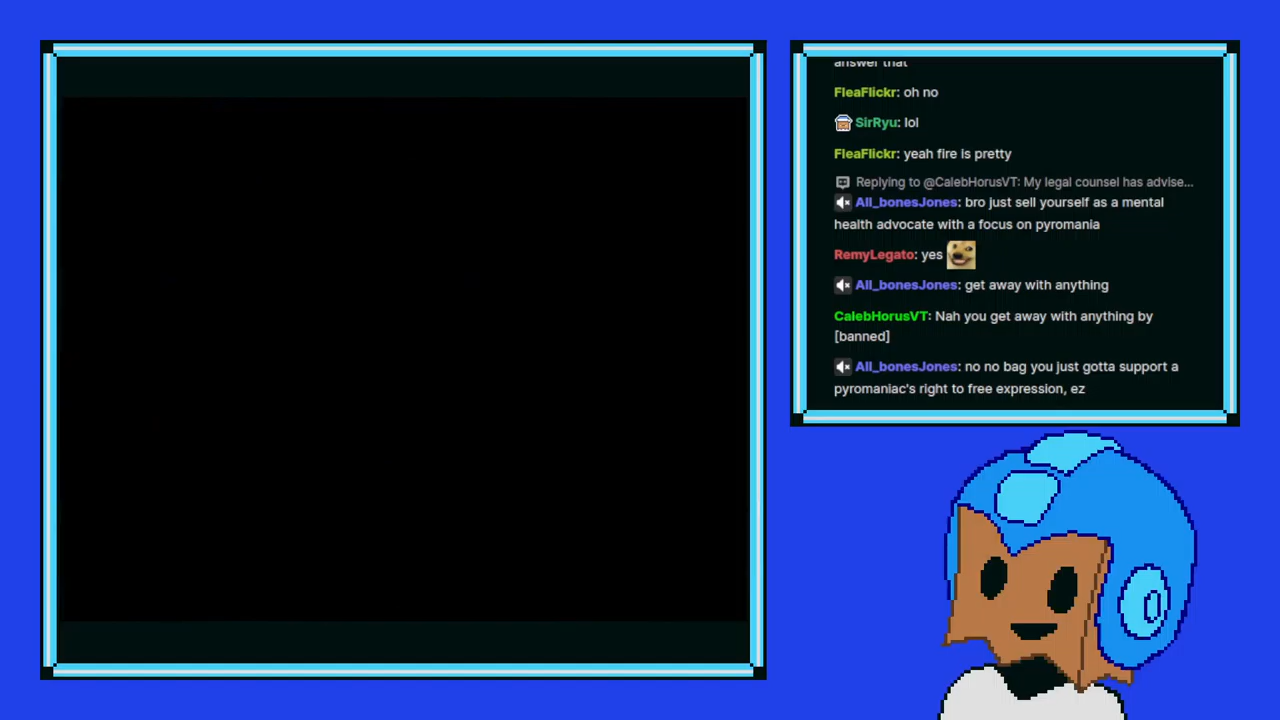 answer that
FleaFlickr: oh no
SirRyu: lol
FleaFlickr: yeah fire is pretty
Replying to @CalebHorusVT: My legal counsel has advise...
All_bonesJones: bro just sell yourself as a mental
health advocate with a focus on pyromania
RemyLegato: yes
All_bonesJones: get away with anything
CalebHorusVT: Nah you get away with anything by
[banned]
All_bonesJones: no no bag you just gotta support a
pyromaniac's right to free expression, ez